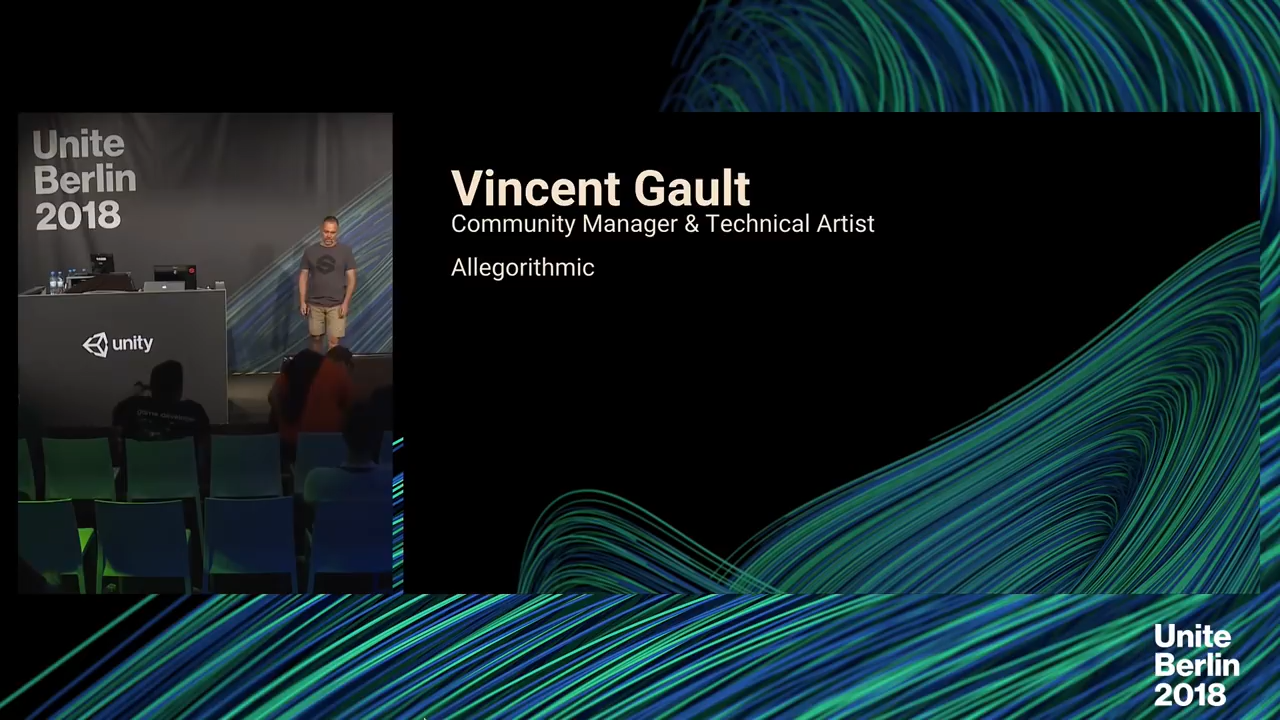 Unite
Berlin
2018
unity
Vincent Gault
Community Manager & Technical Artist
Allegorithmic
Unite
Berlin
2018